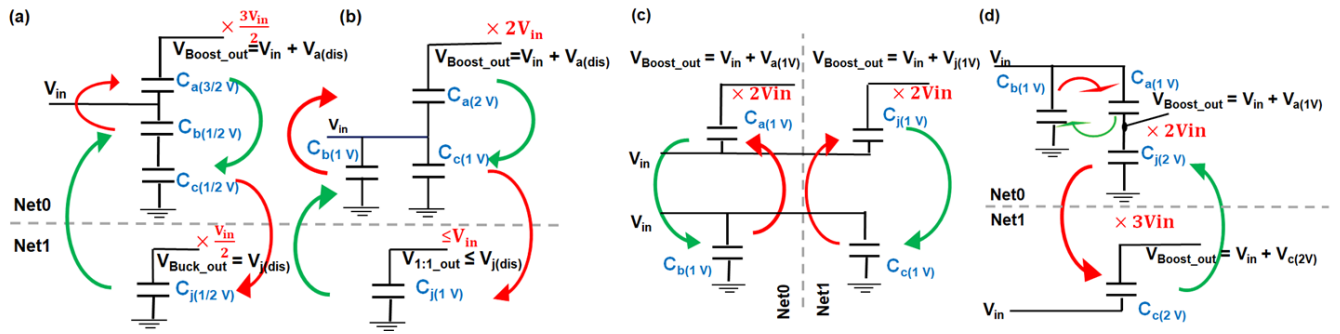 (a)
× 3Vin/2
VBoost_out=Vin + Va(dis)
Vin
Ca(3/2 V)
Cb(1/2 V)
Cc(1/2 V)
Net0
Net1
× Vin/2
VBuck_out = Vj(dis)
Cj(1/2 V)
(b)
× 2Vin
VBoost_out=Vin + Va(dis)
Ca(2 V)
Vin
Cb(1 V)
Cc(1 V)
≤Vin
V1:1_out ≤ Vj(dis)
Cj(1 V)
(c)
VBoost_out = Vin + Va(1V)
VBoost_out = Vin + Vj(1V)
× 2Vin
× 2Vin
Ca(1 V)
Cj(1 V)
Vin
Vin
Cb(1 V)
Cc(1 V)
Net0
Net1
(d)
Vin
Cb(1 V)
Ca(1 V)
VBoost_out = Vin + Va(1V)
× 2Vin
Cj(2 V)
Net0
Net1
× 3Vin
VBoost_out = Vin + Vc(2V)
Vin
Cc(2 V)